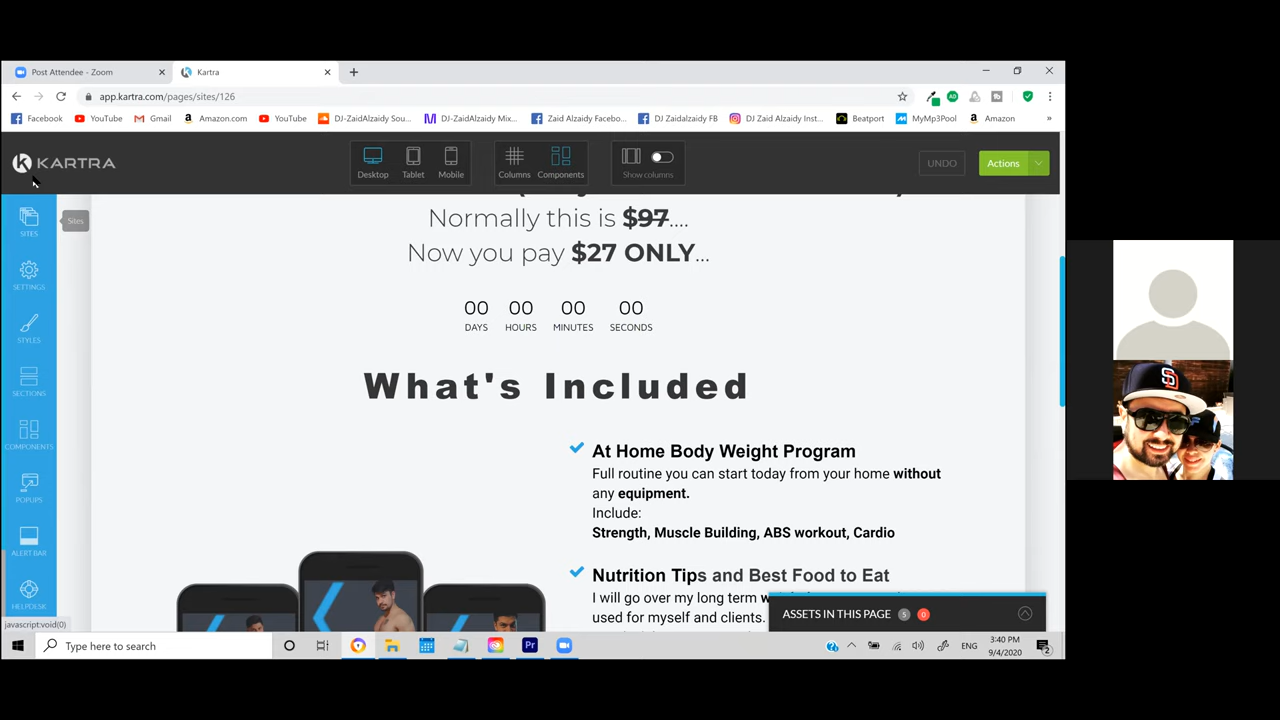 Post Attendee - Zoom
Kartra
app.kartra.com/pages/sites/126
Facebook
YouTube
Gmail
Amazon.com
YouTube
DJ-ZaidAlzaidy Sou...
DJ-ZaidAlzaidy Mix...
Zaid Alzaidy Facebo...
DJ Zaidalzaidy FB
DJ Zaid Alzaidy Inst...
Beatport
MyMp3Pool
Amazon
»
KARTRA
Desktop
Tablet
Mobile
Columns
Components
Show columns
UNDO
Actions
SITES
Sites
SETTINGS
STYLES
SECTIONS
COMPONENTS
POPUPS
ALERT BAR
HELPDESK
javascript:void(0)
Normally this is $97....
Now you pay $27 ONLY...
00 00 00 00
DAYS HOURS MINUTES SECONDS
What's Included
At Home Body Weight Program
Full routine you can start today from your home without
any equipment.
Include:
Strength, Muscle Building, ABS workout, Cardio
Nutrition Tips and Best Food to Eat
I will go over my long term
used for myself and clients.
ASSETS IN THIS PAGE 5 0
Type here to search
Pr
ENG
3:40 PM
9/4/2020
2